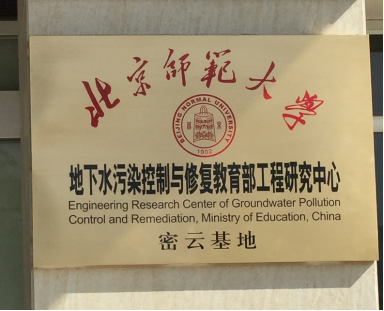 北京师范大学
BEIJING NORMAL UNIVERSITY
1902
地下水污染控制与修复教育部工程研究中心
Engineering Research Center of Groundwater Pollution
Control and Remediation, Ministry of Education, China
密云基地